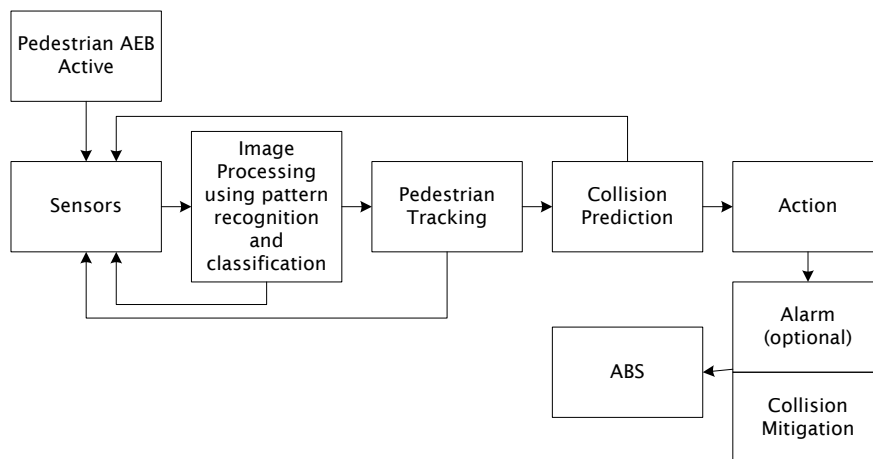 Pedestrian AEB
Active
Sensors
Image
Processing
using pattern
recognition
and
classification
Pedestrian
Tracking
Collision
Prediction
Action
Alarm
(optional)
ABS
Collision
Mitigation